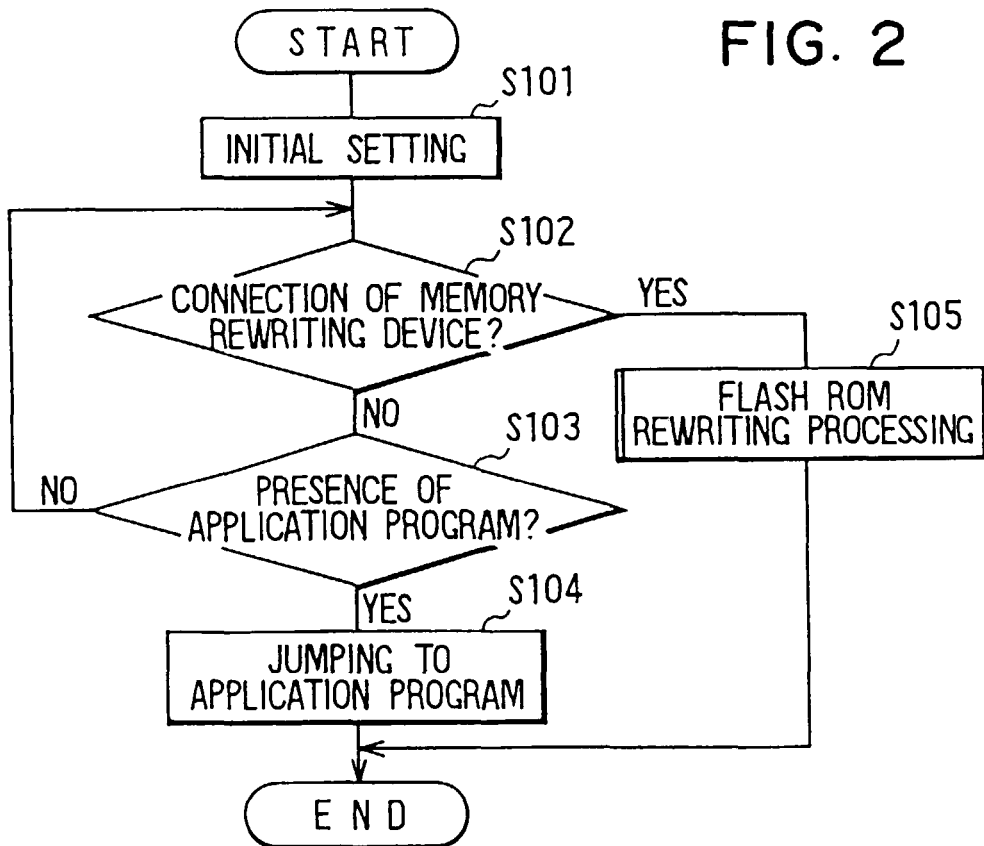 FIG. 2
START
S101
INITIAL SETTING
S102
CONNECTION OF MEMORY
REWRITING DEVICE?
YES
S105
FLASH ROM
REWRITING PROCESSING
NO
S103
PRESENCE OF
APPLICATION PROGRAM?
NO
YES
S104
JUMPING TO
APPLICATION PROGRAM
END